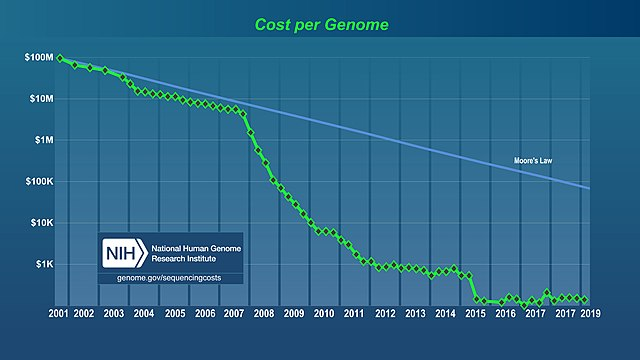 Cost per Genome
$100M
$10M
$1M
$100K
$10K
$1K
Moore's Law
NIH
National Human Genome
Research Institute
genome.gov/sequencingcosts
2001 2002 2003 2004 2005 2006 2007 2008 2009 2010 2011 2012 2013 2014 2015 2016 2017 2017 2019